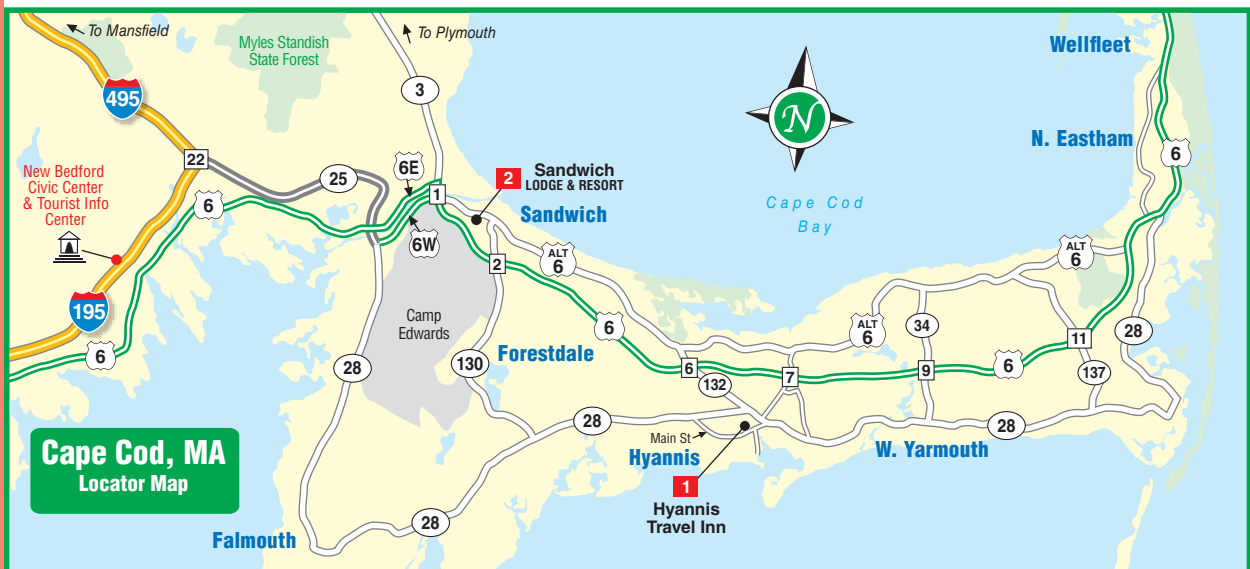 To Mansfield
To Plymouth
Myles Standish
State Forest
Wellfleet
495
3
N
N. Eastham
22
25
6E
6
New Bedford
Civic Center
& Tourist Info
Center
6
1
2
Sandwich
LODGE & RESORT
Sandwich
Cape Cod
Bay
6W
ALT
6
ALT
6
2
195
Camp
Edwards
6
ALT
6
34
28
11
6
28
130
Forestdale
6
132
7
9
6
137
28
28
Main St
Hyannis
W. Yarmouth
Cape Cod, MA
Locator Map
1
Hyannis
Travel Inn
28
Falmouth